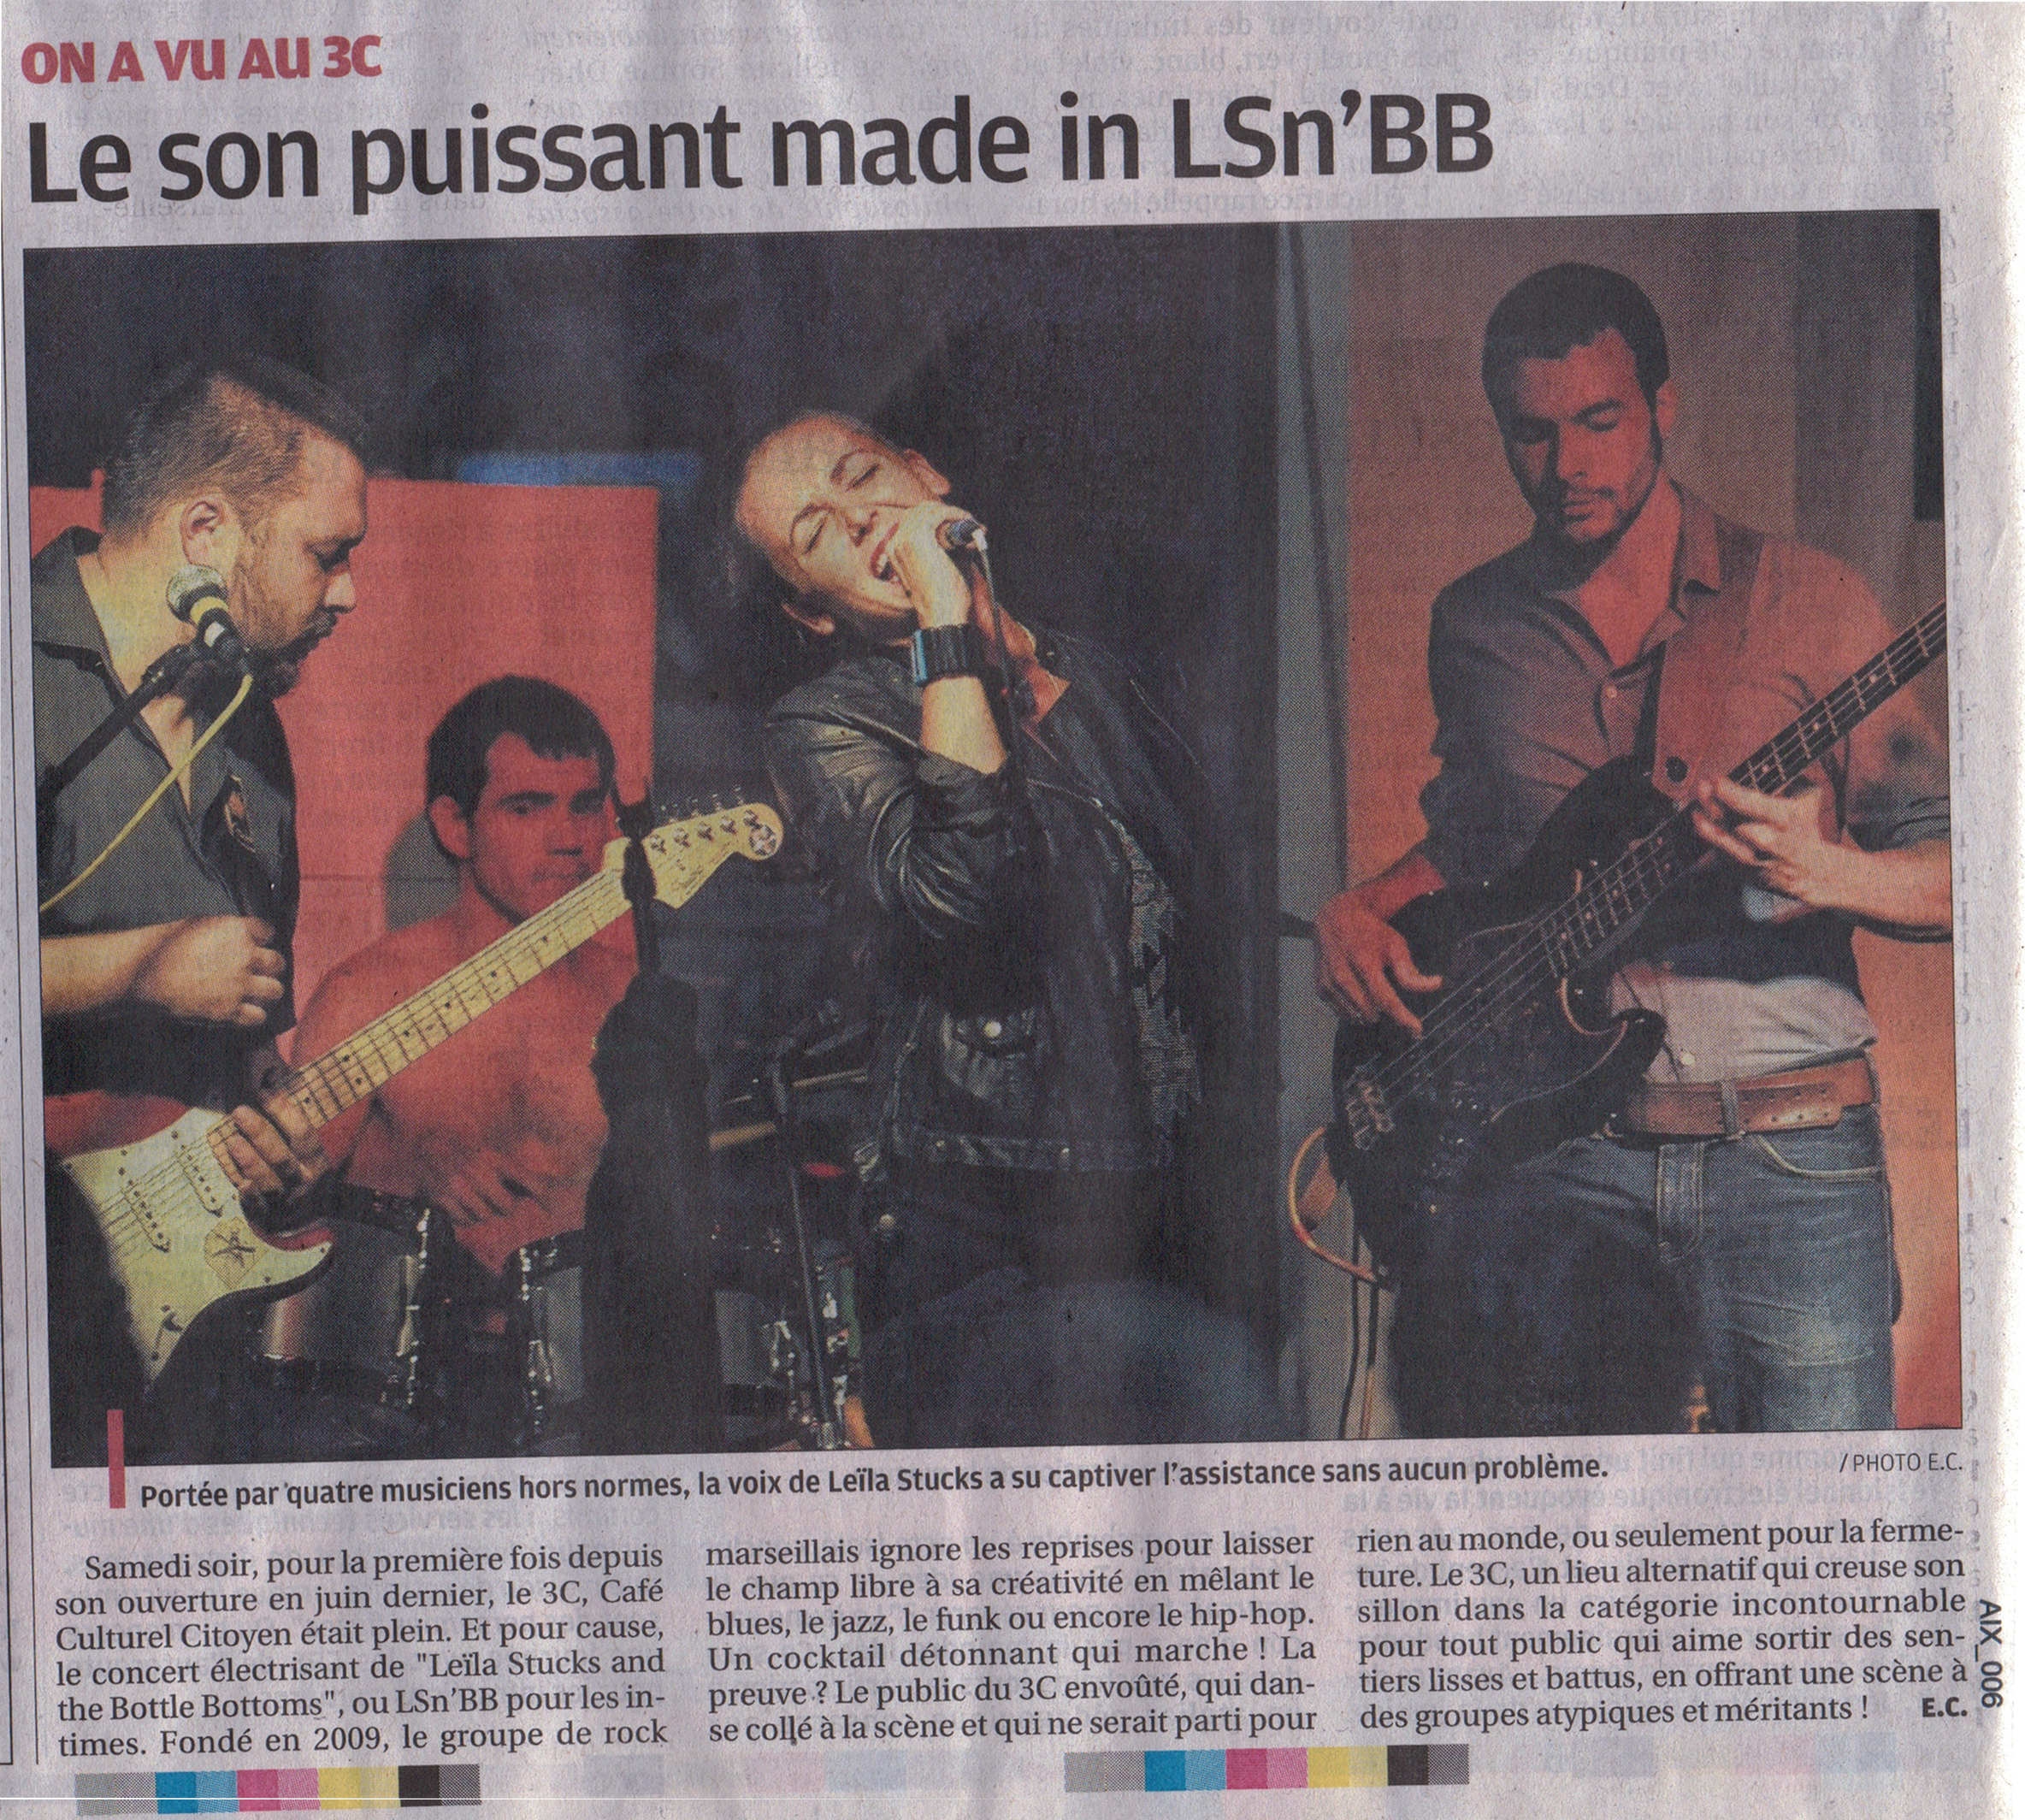 ON A VU AU 3C
Le son puissant made in LSn'BB
Portée par quatre musiciens hors normes, la voix de Leïla Stucks a su captiver l'assistance sans aucun problème.
/ PHOTO E.C.
Samedi soir, pour la première fois depuis
son ouverture en juin dernier, le 3C, Café
Culturel Citoyen était plein. Et pour cause,
le concert électrisant de "Leïla Stucks and
the Bottle Bottoms", ou LSn'BB pour les in-
times. Fondé en 2009, le groupe de rock
marseillais ignore les reprises pour laisser
le champ libre à sa créativité en mêlant le
blues, le jazz, le funk ou encore le hip-hop.
Un cocktail détonnant qui marche ! La
preuve ? Le public du 3C envoûté, qui dan-
se collé à la scène et qui ne serait parti pour
rien au monde, ou seulement pour la ferme-
ture. Le 3C, un lieu alternatif qui creuse son
sillon dans la catégorie incontournable
pour tout public qui aime sortir des sen-
tiers lisses et battus, en offrant une scène à
des groupes atypiques et méritants ! E.C.
AIX_006